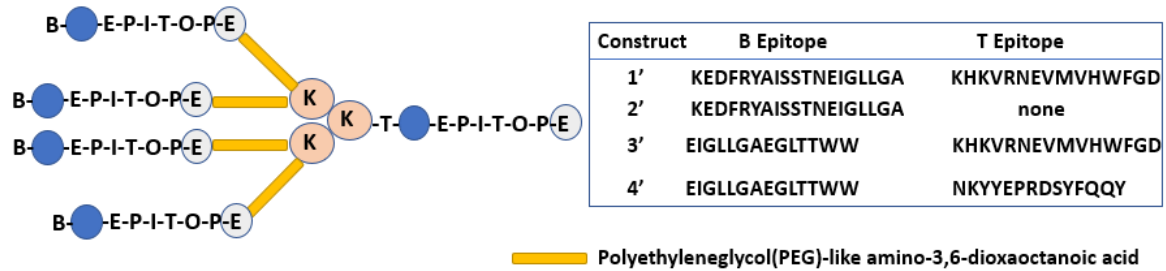 B-E-P-I-T-O-P-E
B-E-P-I-T-O-P-E
B-E-P-I-T-O-P-E
B-E-P-I-T-O-P-E
K
K
K
-T-E-P-I-T-O-P-E
Construct B Epitope T Epitope
1' KEDFRYAISSTNEIGLLGA KHKVRNEVMVHWFGD
2' KEDFRYAISSTNEIGLLGA none
3' EIGLLGAEGLTTWW KHKVRNEVMVHWFGD
4' EIGLLGAEGLTTWW NKYYEPRDSYFQQY
Polyethyleneglycol(PEG)-like amino-3,6-dioxaoctanoic acid